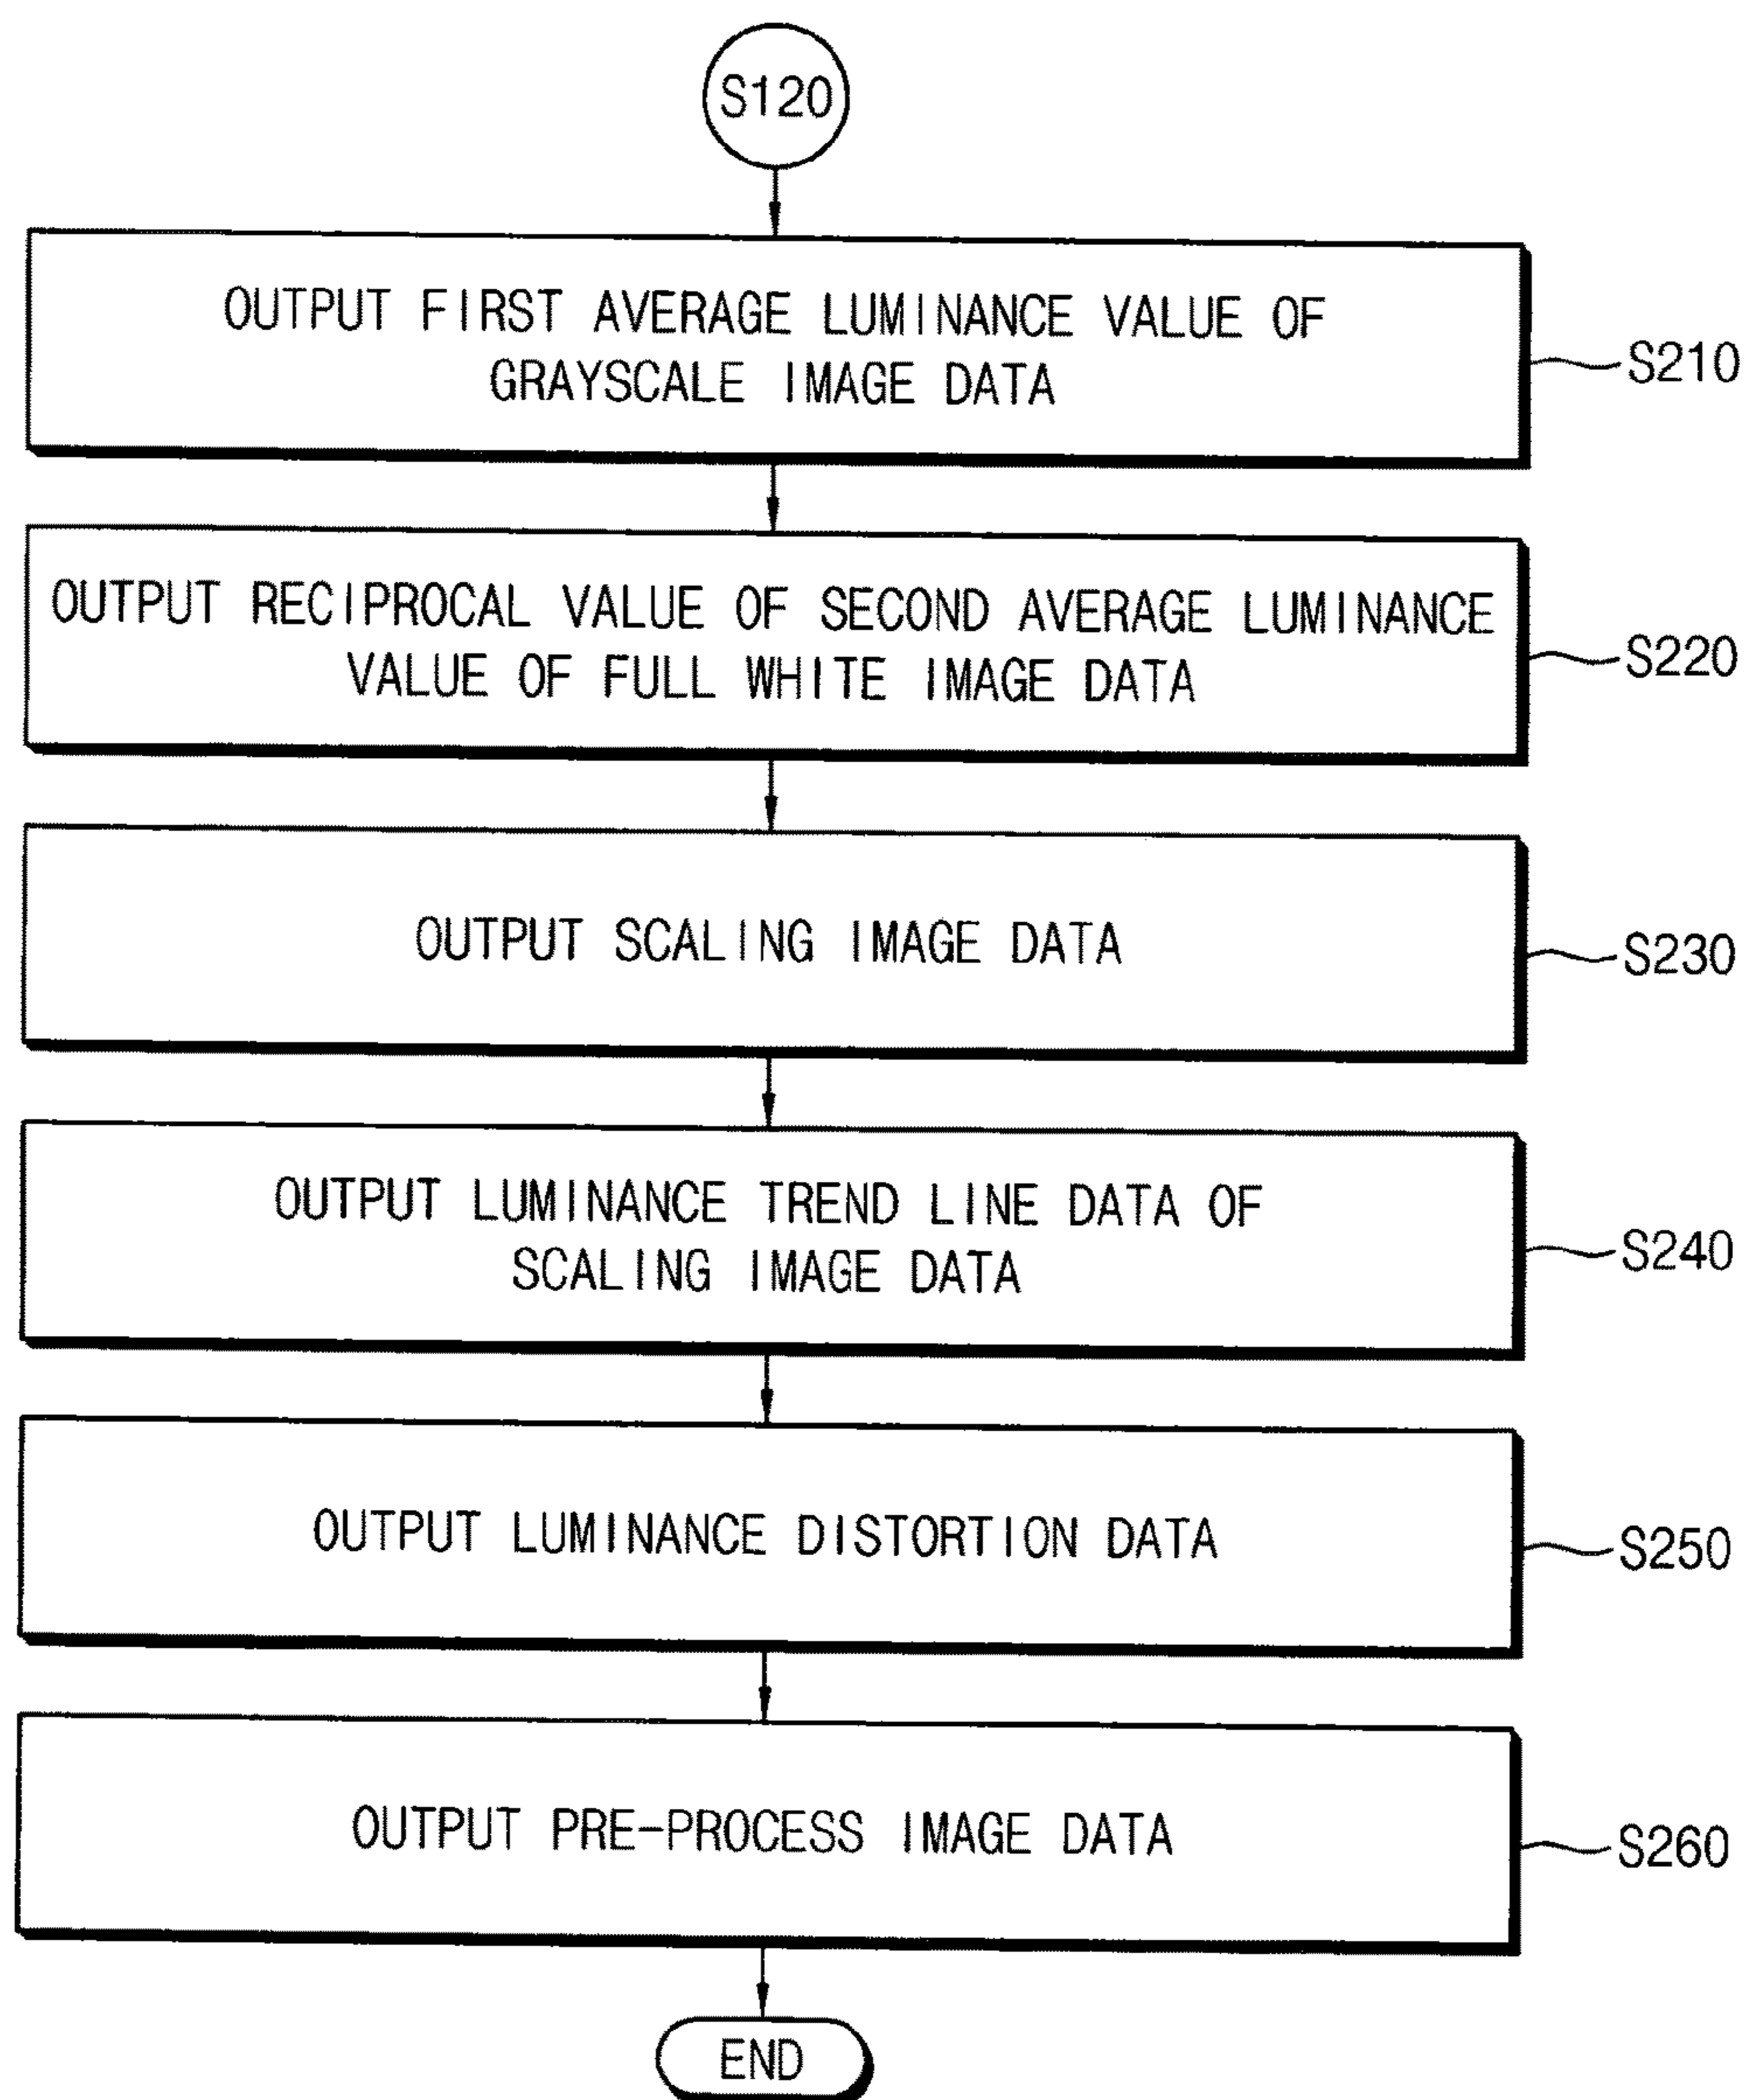 S120
OUTPUT FIRST AVERAGE LUMINANCE VALUE OF
GRAYSCALE IMAGE DATA
S210
OUTPUT RECIPROCAL VALUE OF SECOND AVERAGE LUMINANCE
VALUE OF FULL WHITE IMAGE DATA
S220
OUTPUT SCALING IMAGE DATA
S230
OUTPUT LUMINANCE TREND LINE DATA OF
SCALING IMAGE DATA
S240
OUTPUT LUMINANCE DISTORTION DATA
S250
OUTPUT PRE-PROCESS IMAGE DATA
S260
END